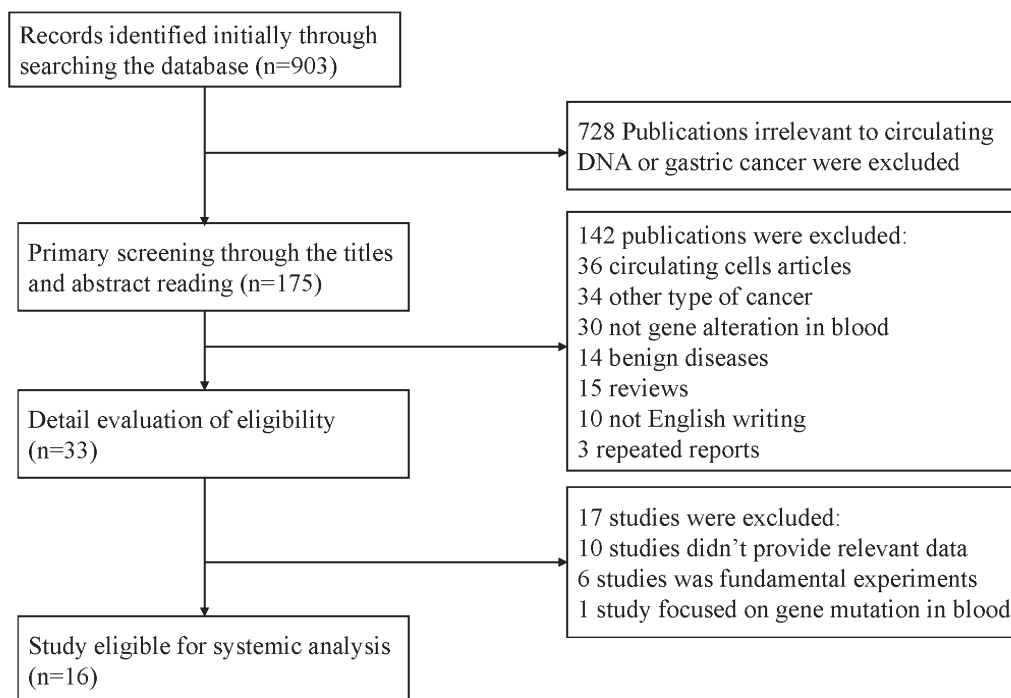 Records identified initially through
searching the database (n=903)
728 Publications irrelevant to circulating
DNA or gastric cancer were excluded
Primary screening through the titles
and abstract reading (n=175)
142 publications were excluded:
36 circulating cells articles
34 other type of cancer
30 not gene alteration in blood
14 benign diseases
15 reviews
10 not English writing
3 repeated reports
Detail evaluation of eligibility
(n=33)
17 studies were excluded:
10 studies didn’t provide relevant data
6 studies was fundamental experiments
1 study focused on gene mutation in blood
Study eligible for systemic analysis
(n=16)